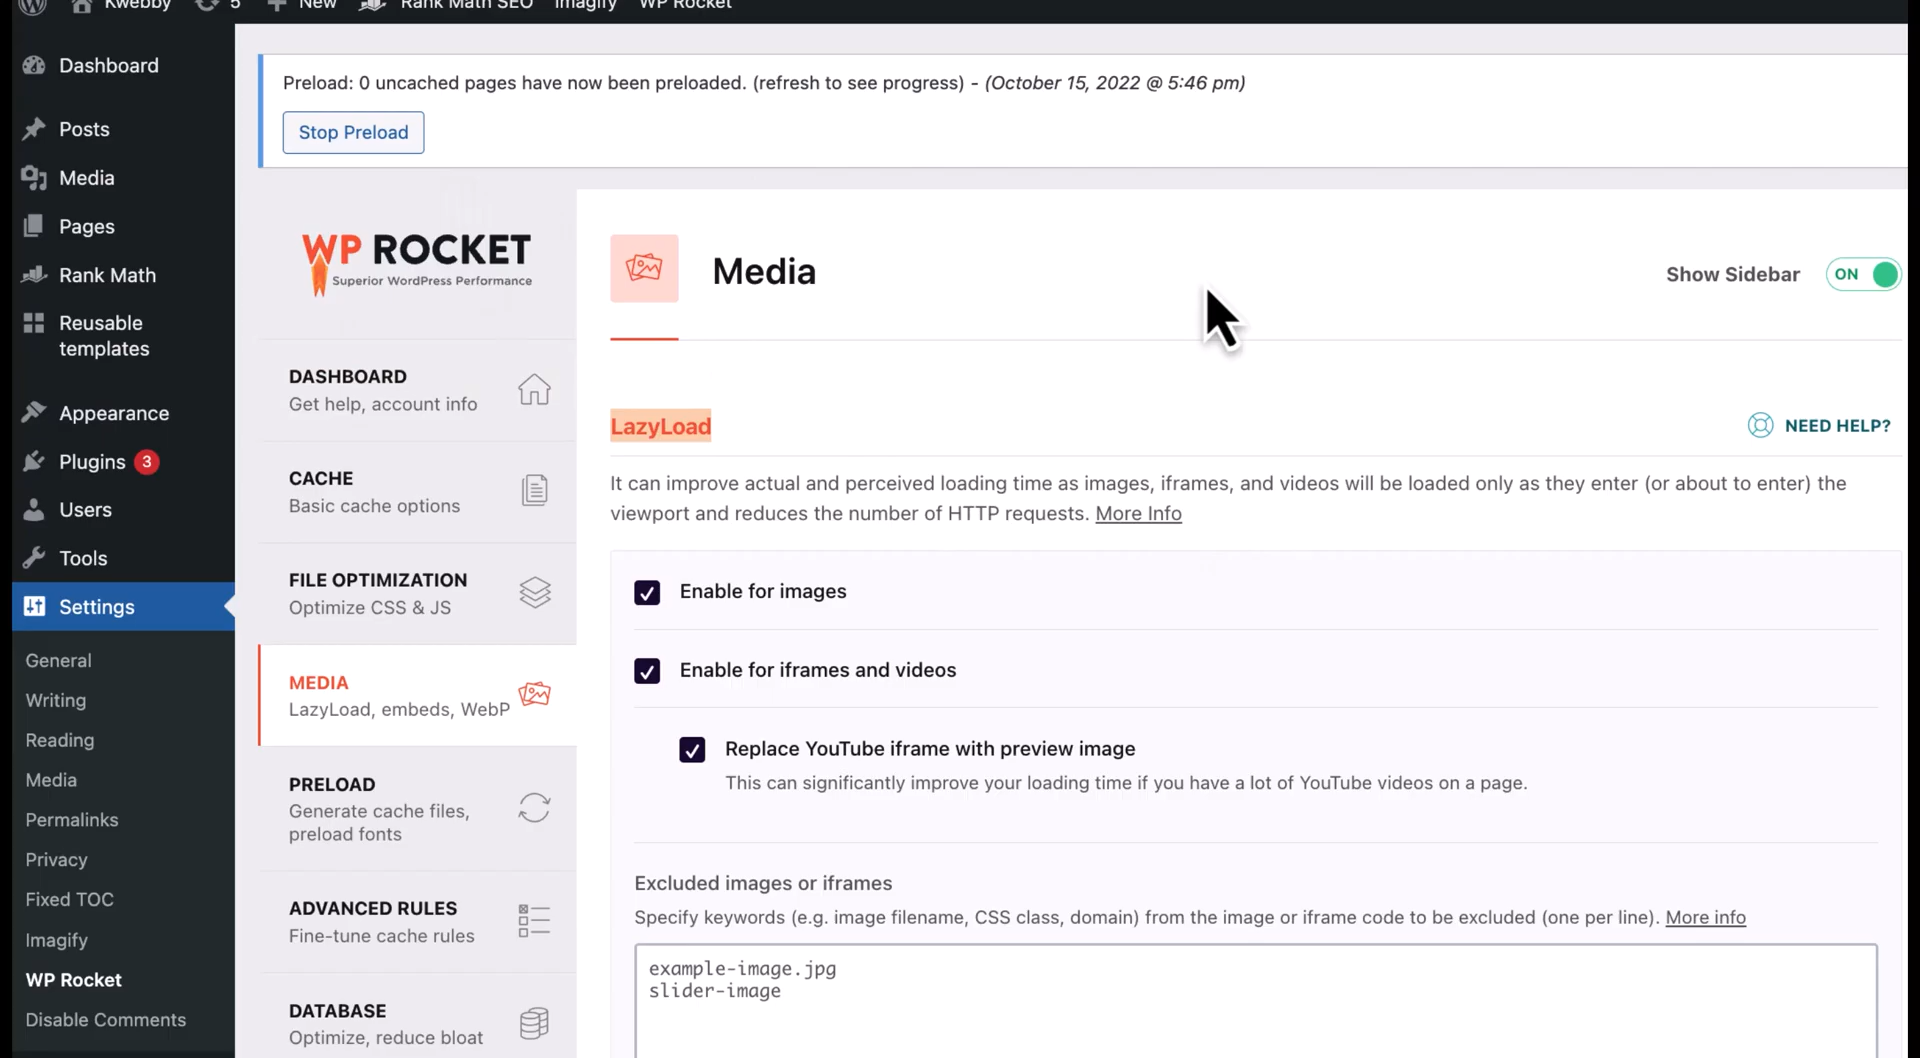 Kwebby 5 New Rank Math SEO Imagify WP Rocket
Dashboard
Posts
Media
Pages
Rank Math
Reusable
templates
Appearance
Plugins 3
Users
Tools
Settings
General
Writing
Reading
Media
Permalinks
Privacy
Fixed TOC
Imagify
WP Rocket
Disable Comments
Preload: 0 uncached pages have now been preloaded. (refresh to see progress) - (October 15, 2022 @ 5:46 pm)
Stop Preload
WP ROCKET
Superior WordPress Performance
DASHBOARD
Get help, account info
CACHE
Basic cache options
FILE OPTIMIZATION
Optimize CSS & JS
MEDIA
LazyLoad, embeds, WebP
PRELOAD
Generate cache files,
preload fonts
ADVANCED RULES
Fine-tune cache rules
DATABASE
Optimize, reduce bloat
Media
Show Sidebar ON
LazyLoad
NEED HELP?
It can improve actual and perceived loading time as images, iframes, and videos will be loaded only as they enter (or about to enter) the
viewport and reduces the number of HTTP requests. More Info
Enable for images
Enable for iframes and videos
Replace YouTube iframe with preview image
This can significantly improve your loading time if you have a lot of YouTube videos on a page.
Excluded images or iframes
Specify keywords (e.g. image filename, CSS class, domain) from the image or iframe code to be excluded (one per line). More info
example-image.jpg
slider-image